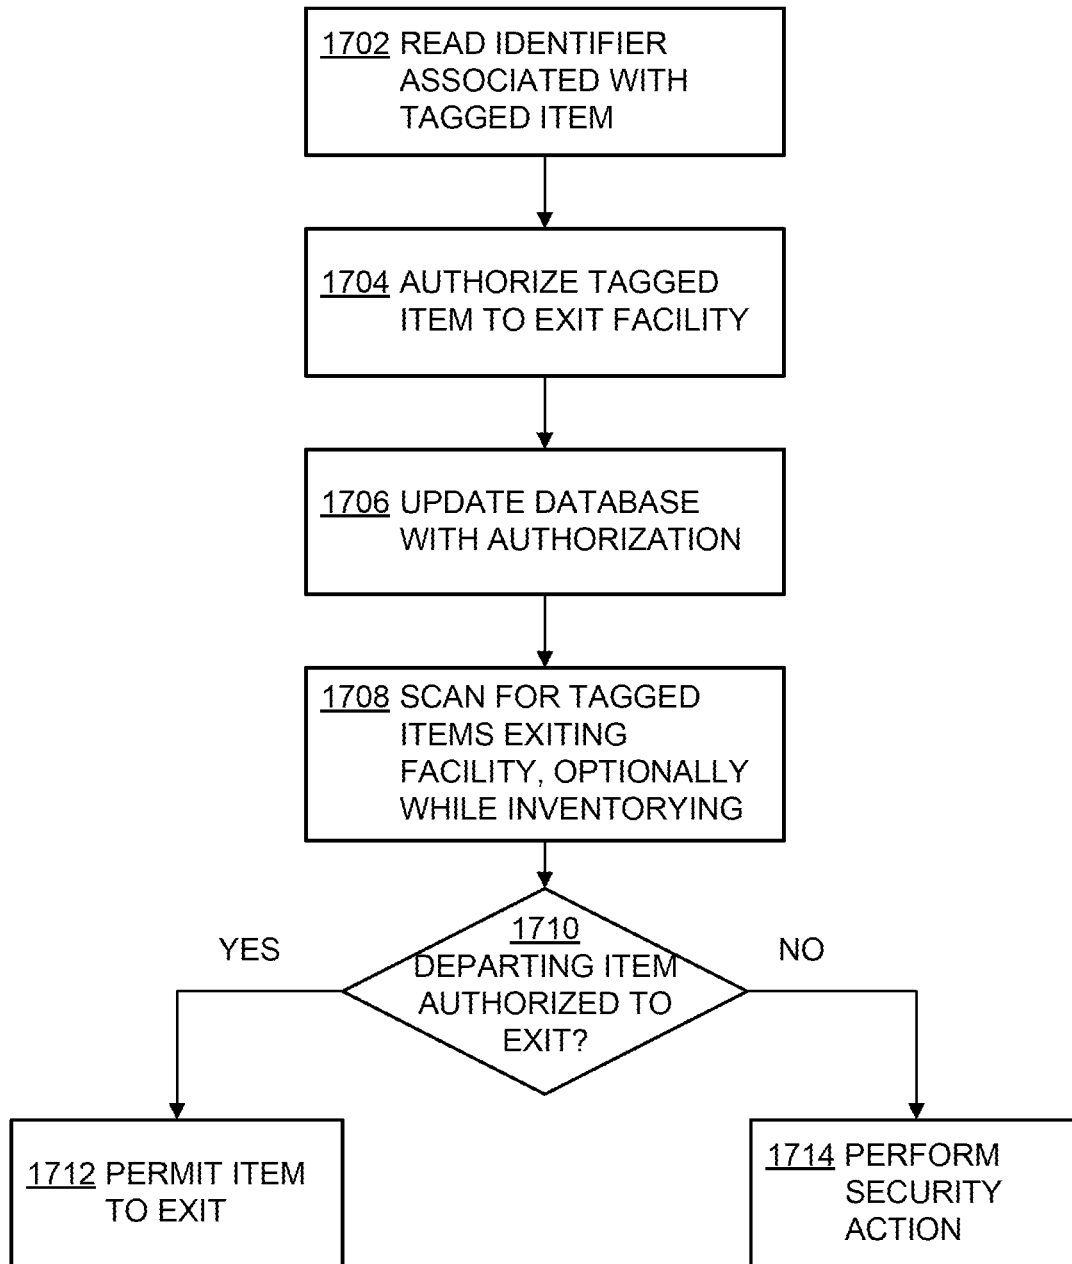 1702 READ IDENTIFIER
ASSOCIATED WITH
TAGGED ITEM
1704 AUTHORIZE TAGGED
ITEM TO EXIT FACILITY
1706 UPDATE DATABASE
WITH AUTHORIZATION
1708 SCAN FOR TAGGED
ITEMS EXITING
FACILITY, OPTIONALLY
WHILE INVENTORYING
1710
DEPARTING ITEM
AUTHORIZED TO
EXIT?
YES
NO
1712 PERMIT ITEM
TO EXIT
1714 PERFORM
SECURITY
ACTION